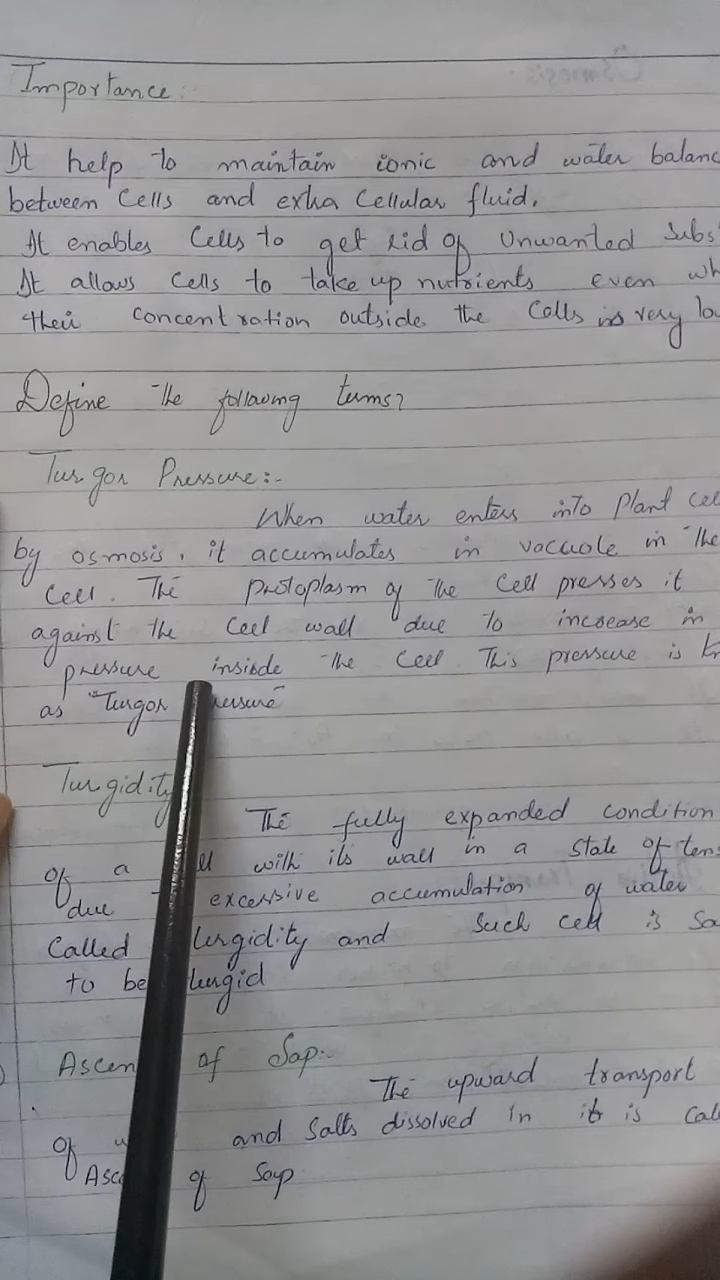 Importance:
It help to maintain ionic and water balanc
between Cells and extra Cellular fluid.
It enables Cells to get rid of Unwanted Subs
It allows Cells to take up nutrients even wh
their concentration outside the Cells is very lo
Define the following terms?
Turgor Pressure:-
When water enters into Plant Cel
by osmosis, it accumulates in vacuole in the
Cell. The protoplasm of the Cell presses it
against the Cell wall due to increase in
pressure inside the Cell. This pressure is kn
as "Turgor ressure"
Turgidity
The fully expanded condition
of a ll with its wall in a state of tens
due excessive accumulation of water
Called urgidity and Such cell is Sa
to be turgid
Ascen of Sap:-
The upward transport
of w and Salts dissolved in it is Cal
Asce of Sap